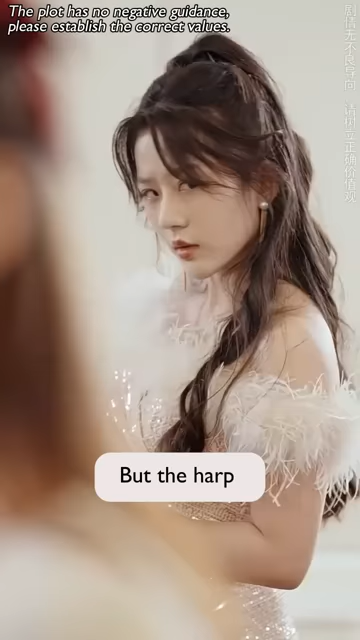 The plot has no negative guidance,
please establish the correct values.
剧情无不良导向 请树立正确价值观
But the harp